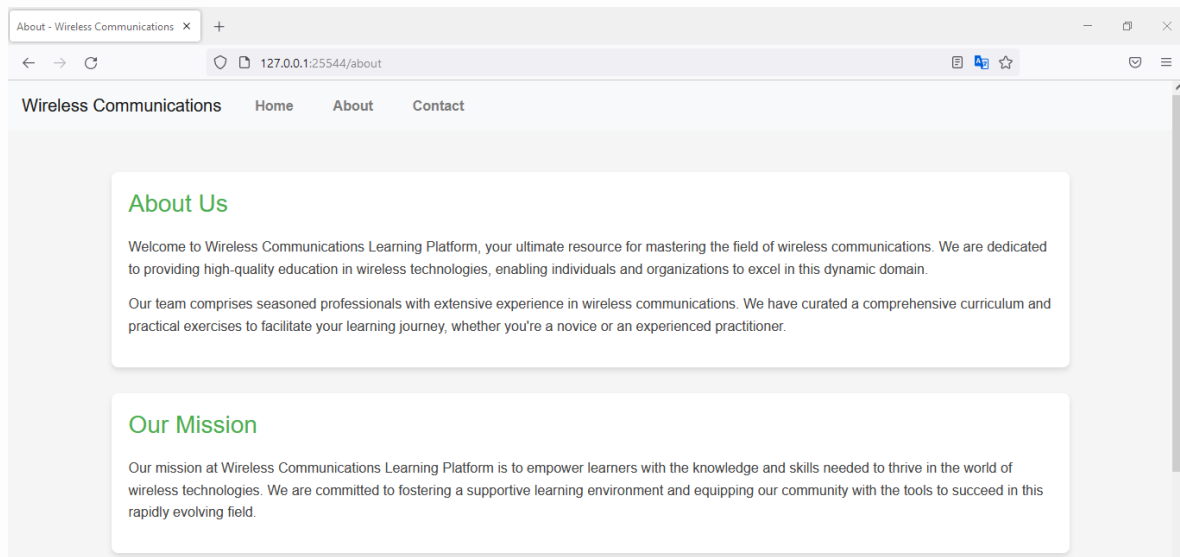 About - Wireless Communications
127.0.0.1:25544/about
Wireless Communications Home About Contact
About Us
Welcome to Wireless Communications Learning Platform, your ultimate resource for mastering the field of wireless communications. We are dedicated
to providing high-quality education in wireless technologies, enabling individuals and organizations to excel in this dynamic domain.
Our team comprises seasoned professionals with extensive experience in wireless communications. We have curated a comprehensive curriculum and
practical exercises to facilitate your learning journey, whether you're a novice or an experienced practitioner.
Our Mission
Our mission at Wireless Communications Learning Platform is to empower learners with the knowledge and skills needed to thrive in the world of
wireless technologies. We are committed to fostering a supportive learning environment and equipping our community with the tools to succeed in this
rapidly evolving field.